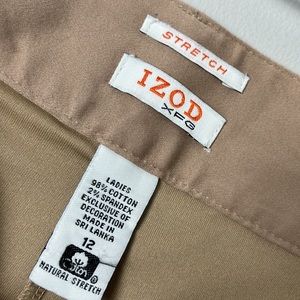 STRETCH
IZOD
XFG
LADIES
98% COTTON
2% SPANDEX
EXCLUSIVE OF
DECORATION
MADE IN
SRI LANKA
12
NATURAL STRETCH